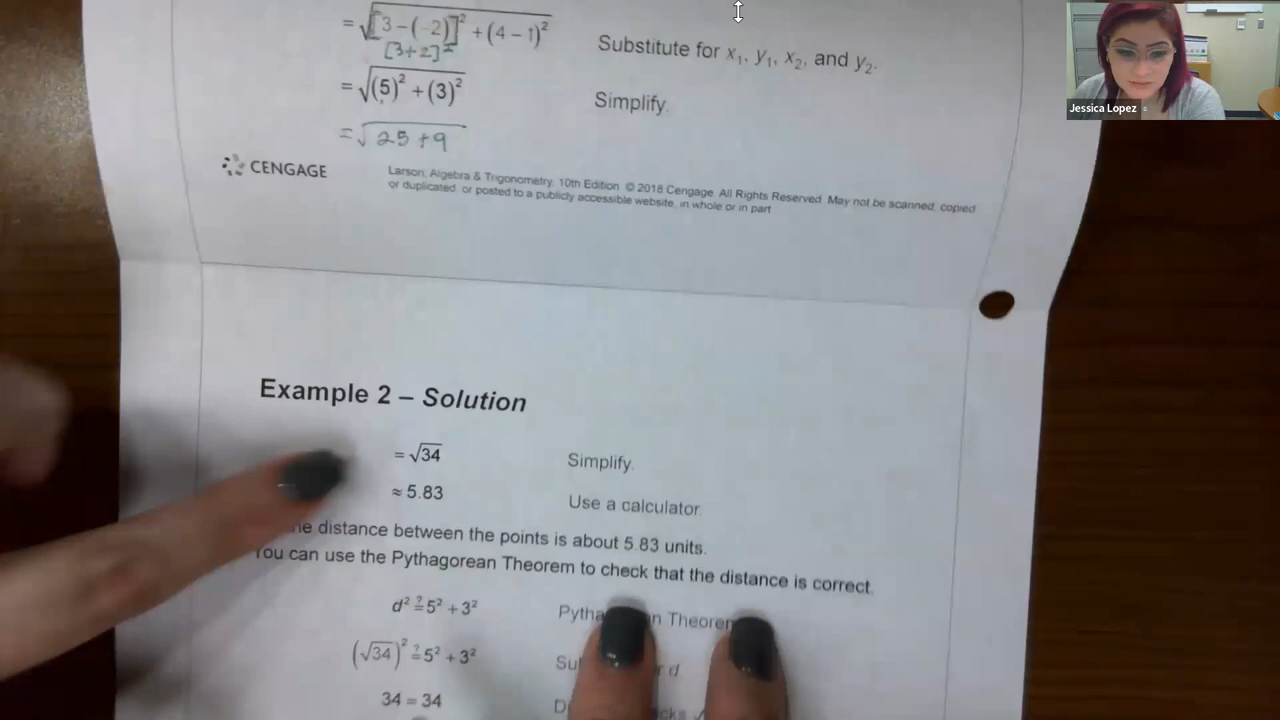 = √[3 − (−2)]² + (4 − 1)²
Substitute for x₁, y₁, x₂, and y₂.
[3+2]²
= √(5)² + (3)²
Simplify.
= √25 + 9
CENGAGE
Larson, Algebra & Trigonometry, 10th Edition. © 2018 Cengage. All Rights Reserved. May not be scanned, copied
or duplicated, or posted to a publicly accessible website, in whole or in part.
Example 2 – Solution
= √34
Simplify.
≈ 5.83
Use a calculator.
distance between the points is about 5.83 units.
You can use the Pythagorean Theorem to check that the distance is correct.
d² ≟ 5² + 3²
Theorem
(√34)² ≟ 5² + 3²
d.
34 = 34
Jessica Lopez